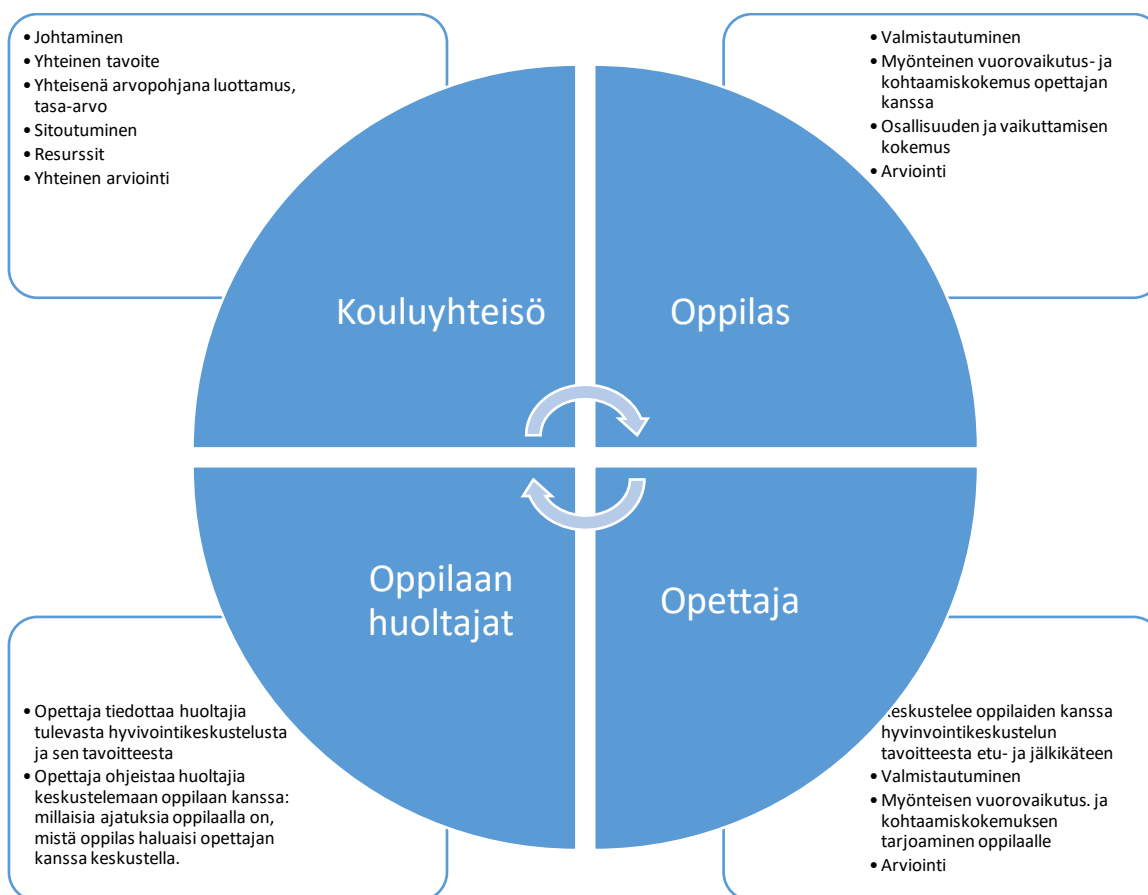 • Johtaminen
• Yhteinen tavoite
• Yhteisenä arvopohjana luottamus,
tasa-arvo
• Sitoutuminen
• Resurssit
• Yhteinen arviointi
• Valmistautuminen
• Myönteinen vuorovaikutus- ja
kohtaamiskokemus opettajan
kanssa
• Osallisuuden ja vaikuttamisen
kokemus
• Arviointi
Kouluyhteisö
Oppilas
Oppilaan
huoltajat
Opettaja
• Opettaja tiedottaa huoltajia
tulevasta hyvivointikeskustelusta
ja sen tavoitteesta
• Opettaja ohjeistaa huoltajia
keskustelemaan oppilaan kanssa:
millaisia ajatuksia oppilaalla on,
mistä oppilas haluaisi opettajan
kanssa keskustella.
Keskustelee oppilaiden kanssa
hyvinvointikeskustelun
tavoitteesta etu- ja jälkikäteen
• Valmistautuminen
• Myönteisen vuorovaikutus. ja
kohtaamiskokemuksen
tarjoaminen oppilaalle
• Arviointi